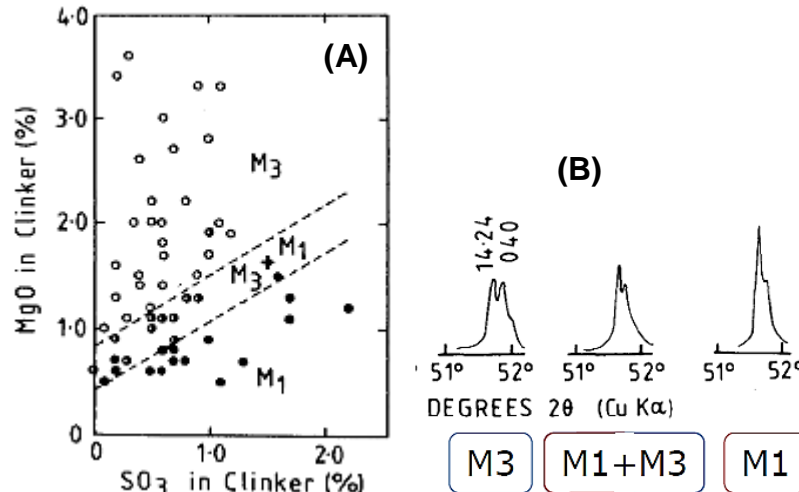 4·0
(A)
MgO in Clinker (%)
3·0
M3
2·0
M1
+
M3
1·0
M1
0
0 1·0 2·0
SO3 in Clinker (%)
(B)
14·24
040
51° 52° 51° 52° 51° 52°
DEGREES 2θ (Cu Kα)
M3 M1+M3 M1